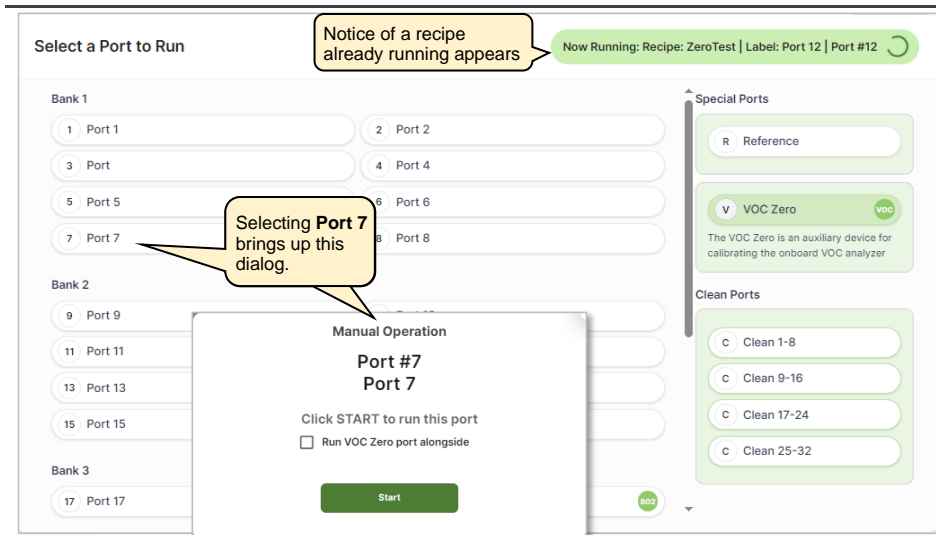 Select a Port to Run
Notice of a recipe
already running appears
Now Running: Recipe: ZeroTest | Label: Port 12 | Port #12
Bank 1
1 Port 1
2 Port 2
3 Port
4 Port 4
5 Port 5
6 Port 6
7 Port 7
8 Port 8
Selecting Port 7
brings up this
dialog.
Bank 2
9 Port 9
11 Port 11
13 Port 13
15 Port 15
Bank 3
17 Port 17
SO2
Manual Operation
Port #7
Port 7
Click START to run this port
Run VOC Zero port alongside
Start
Special Ports
R Reference
V VOC Zero VOC
The VOC Zero is an auxiliary device for
calibrating the onboard VOC analyzer
Clean Ports
C Clean 1-8
C Clean 9-16
C Clean 17-24
C Clean 25-32